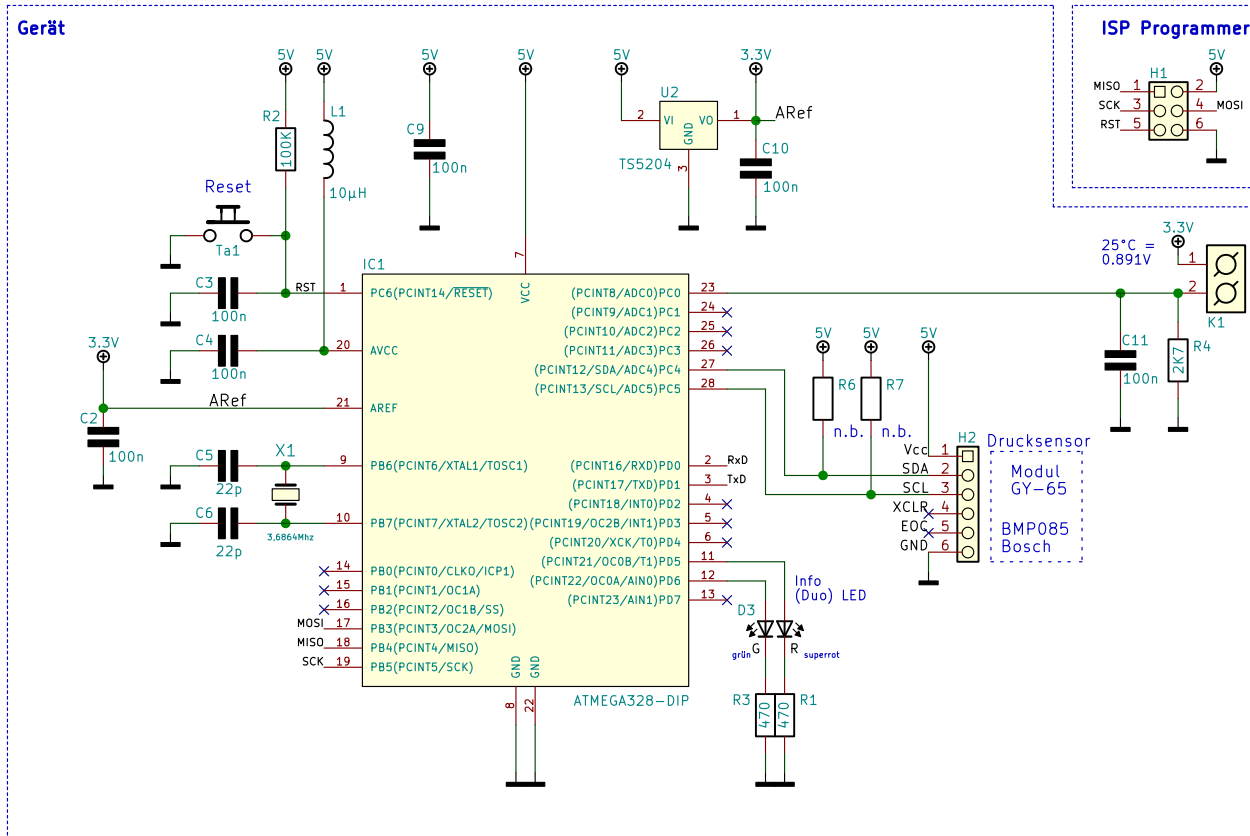 Gerät
ISP Programmer
5V
5V
5V
5V
5V
3.3V
5V
H1
MISO 1 2
SCK 3 4 MOSI
RST 5 6
R2
100K
L1
10µH
C9
100n
U2
2 VI VO 1
GND
3
TS5204
ARef
C10
100n
Reset
Ta1
C3
100n
RST
C4
100n
3.3V
ARef
C2
100n
C5
22p
X1
C6
22p
3,6864Mhz
IC1
7
VCC
1 PC6(PCINT14/RESET)
20 AVCC
21 AREF
9 PB6(PCINT6/XTAL1/TOSC1)
10 PB7(PCINT7/XTAL2/TOSC2)
14 PB0(PCINT0/CLKO/ICP1)
15 PB1(PCINT1/OC1A)
16 PB2(PCINT2/OC1B/SS)
MOSI 17 PB3(PCINT3/OC2A/MOSI)
MISO 18 PB4(PCINT4/MISO)
SCK 19 PB5(PCINT5/SCK)
(PCINT8/ADC0)PC0 23
(PCINT9/ADC1)PC1 24
(PCINT10/ADC2)PC2 25
(PCINT11/ADC3)PC3 26
(PCINT12/SDA/ADC4)PC4 27
(PCINT13/SCL/ADC5)PC5 28
(PCINT16/RXD)PD0 2 RxD
(PCINT17/TXD)PD1 3 TxD
(PCINT18/INT0)PD2 4
(PCINT19/OC2B/INT1)PD3 5
(PCINT20/XCK/T0)PD4 6
(PCINT21/OC0B/T1)PD5 11
(PCINT22/OC0A/AIN0)PD6 12
(PCINT23/AIN1)PD7 13
GND
GND
8
22
ATMEGA328-DIP
25°C =
0.891V
3.3V
1
2
K1
C11
100n
R4
2K7
5V
5V
5V
R6
R7
n.b.
n.b.
H2
Vcc 1
SDA 2
SCL 3
XCLR 4
EOC 5
GND 6
Drucksensor
Modul
GY-65
BMP085
Bosch
Info
(Duo) LED
D3
grün G
R superrot
R3
470
470
R1